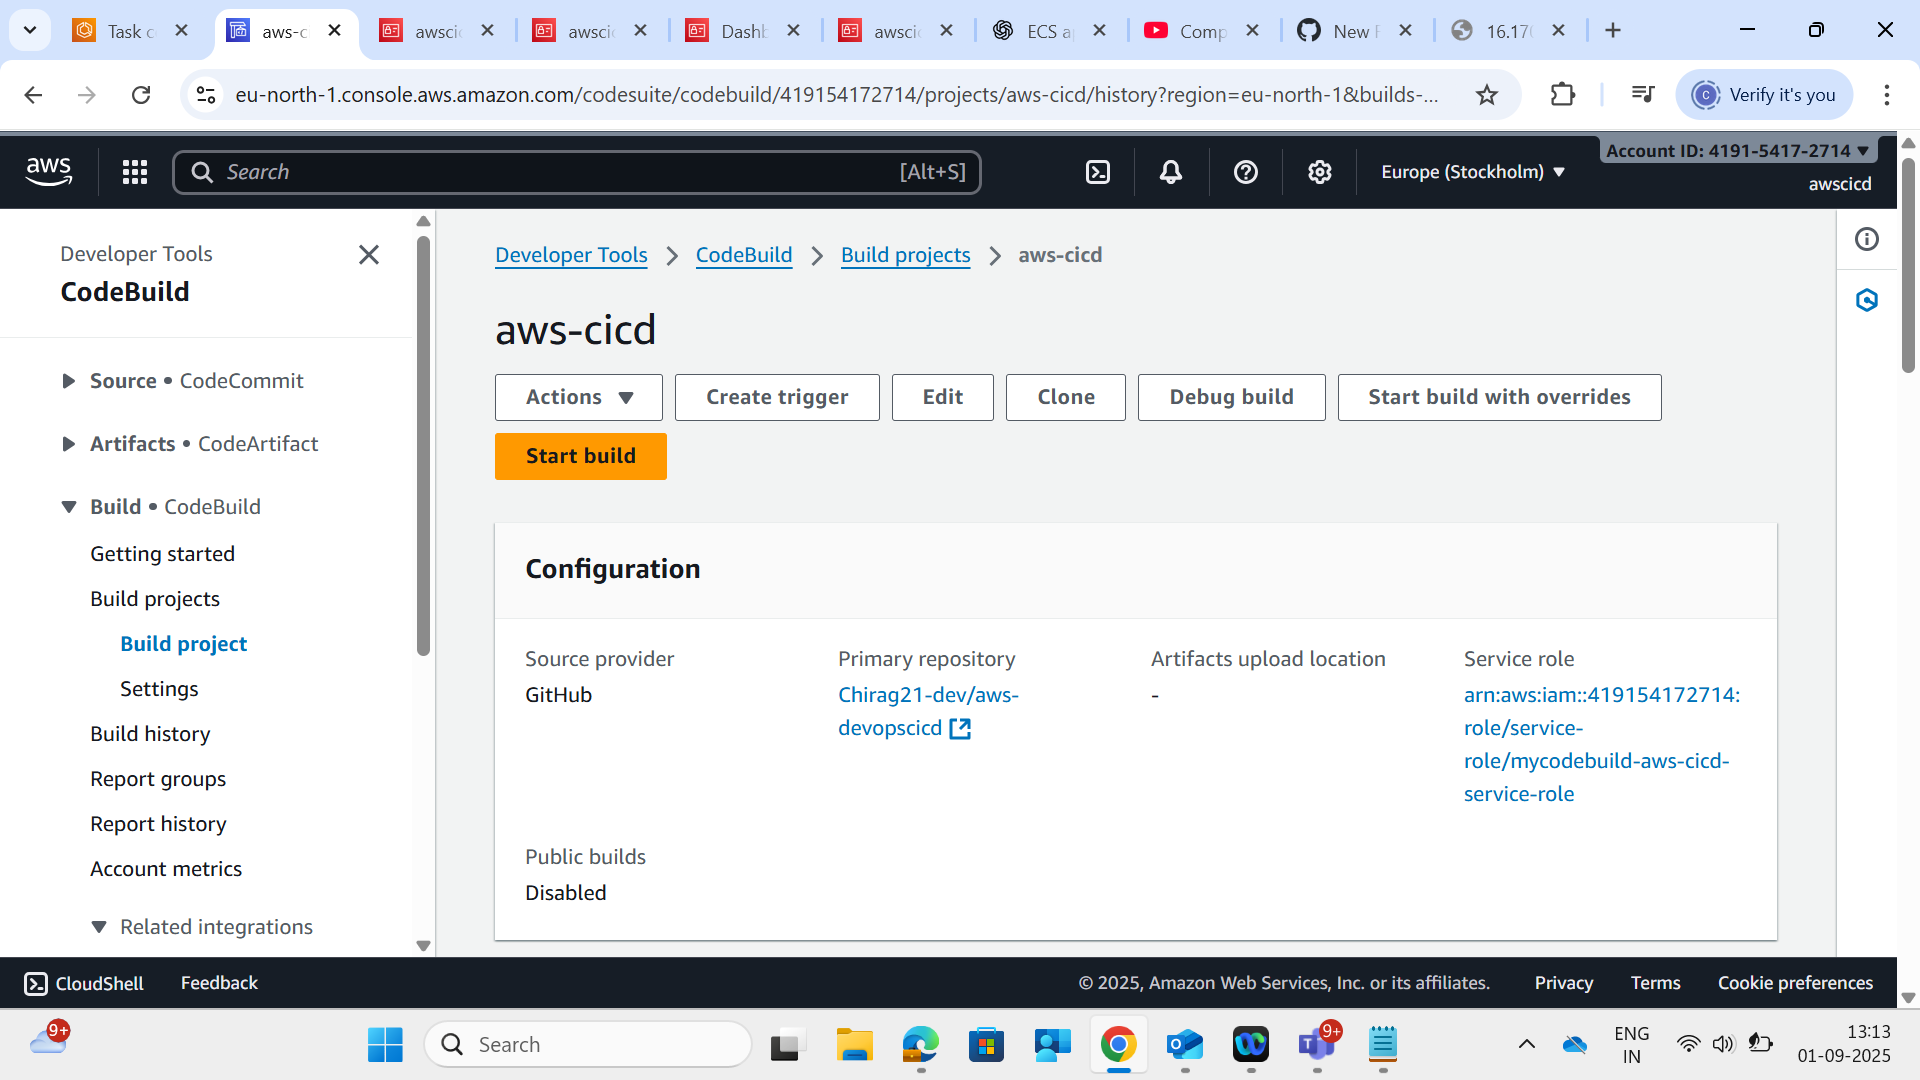 Task c
aws-c
awscic
awscic
Dashb
awscic
ECS a
Comp
New F
16.170
eu-north-1.console.aws.amazon.com/codesuite/codebuild/419154172714/projects/aws-cicd/history?region=eu-north-1&builds-...
C
Verify it's you
aws
Search
[Alt+S]
Europe (Stockholm)
Account ID: 4191-5417-2714
awscicd
Developer Tools
CodeBuild
Source • CodeCommit
Artifacts • CodeArtifact
Build • CodeBuild
Getting started
Build projects
Build project
Settings
Build history
Report groups
Report history
Account metrics
Related integrations
Developer Tools
CodeBuild
Build projects
aws-cicd
aws-cicd
Actions
Create trigger
Edit
Clone
Debug build
Start build with overrides
Start build
Configuration
Source provider
GitHub
Primary repository
Chirag21-dev/aws-
devopscicd
Artifacts upload location
-
Service role
arn:aws:iam::419154172714:
role/service-
role/mycodebuild-aws-cicd-
service-role
Public builds
Disabled
CloudShell
Feedback
© 2025, Amazon Web Services, Inc. or its affiliates.
Privacy
Terms
Cookie preferences
9+
Search
9+
ENG
IN
13:13
01-09-2025